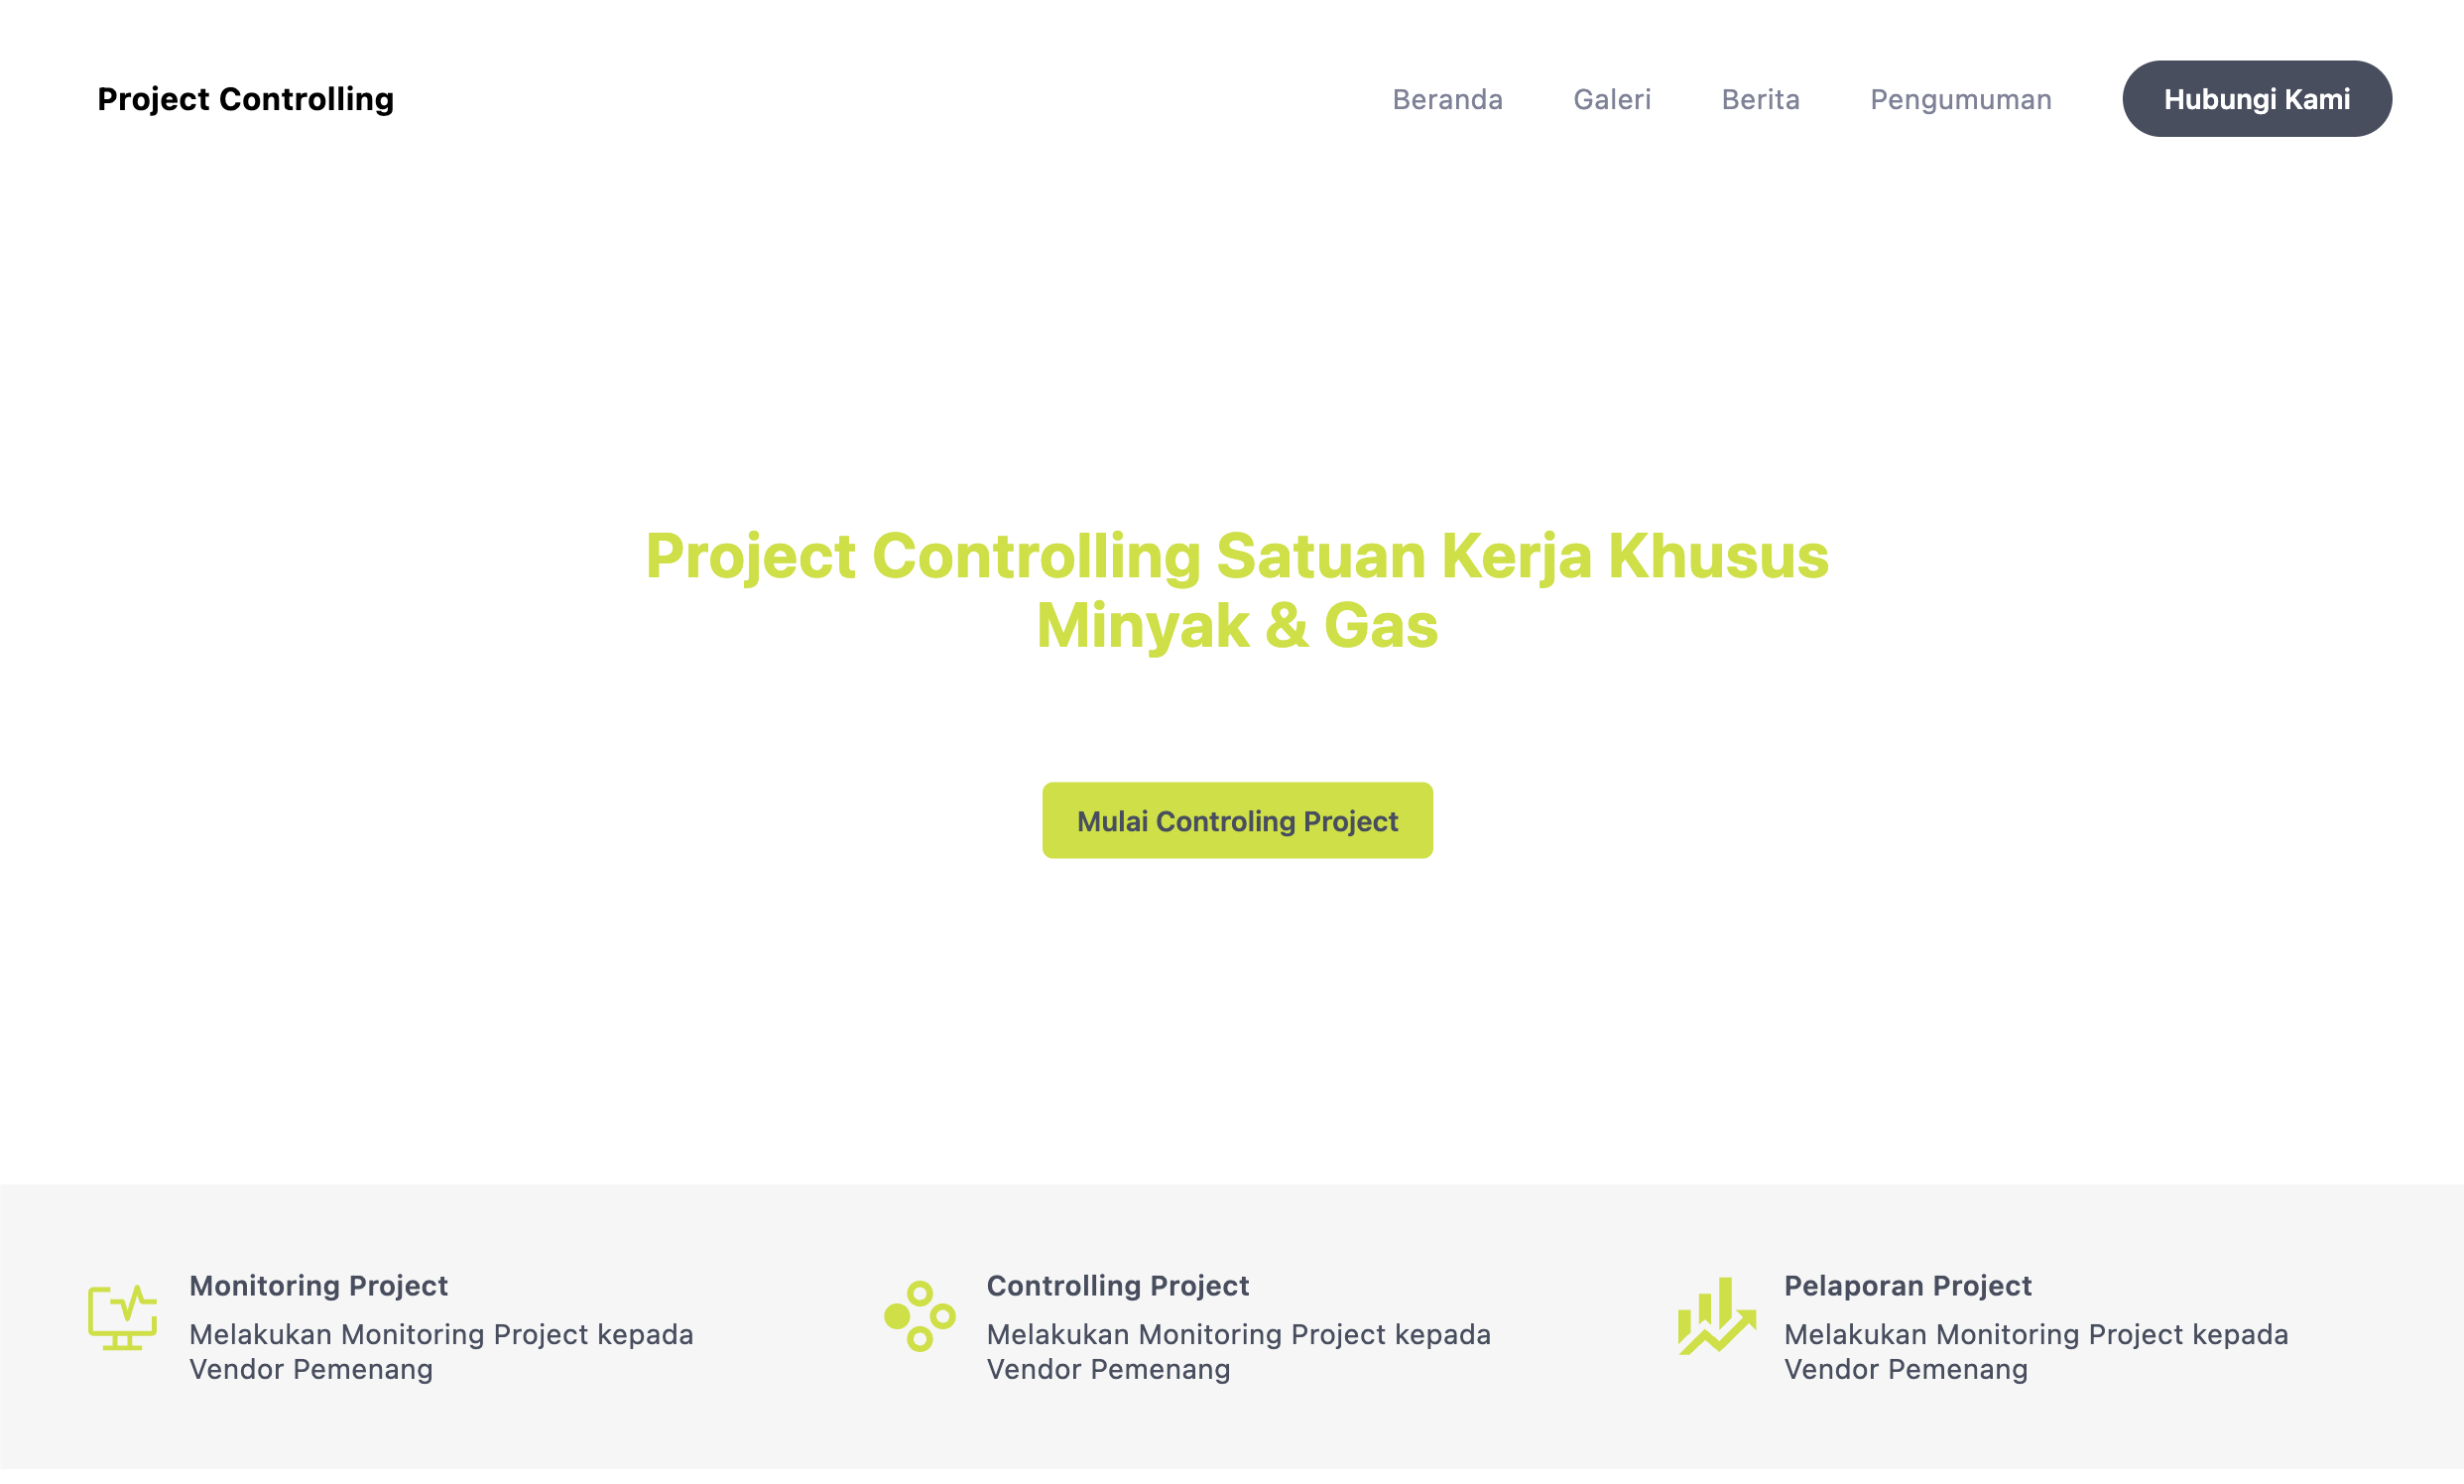 Project Controlling
Beranda
Galeri
Berita
Pengumuman
Hubungi Kami
Project Controlling Satuan Kerja Khusus
Minyak & Gas
Mulai Controling Project
Monitoring Project
Melakukan Monitoring Project kepada
Vendor Pemenang
Controlling Project
Melakukan Monitoring Project kepada
Vendor Pemenang
Pelaporan Project
Melakukan Monitoring Project kepada
Vendor Pemenang